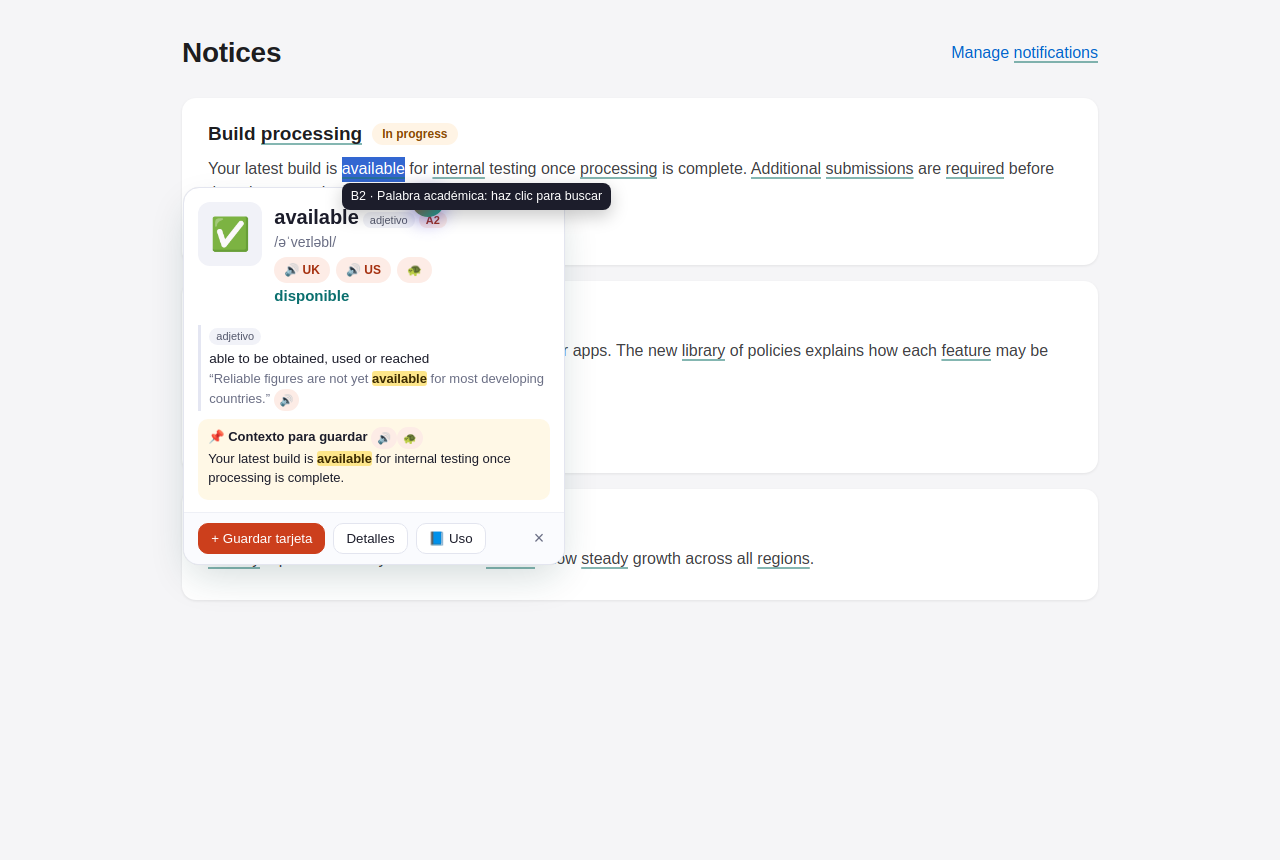 Notices
Manage notifications
Build processing In progress
Your latest build is available for internal testing once processing is complete. Additional submissions are required before
B2 · Palabra académica: haz clic para buscar
available adjetivo A2
/əˈveɪləbl/
UK US
disponible
adjetivo
able to be obtained, used or reached
“Reliable figures are not yet available for most developing
countries.”
Contexto para guardar
Your latest build is available for internal testing once
processing is complete.
+ Guardar tarjeta Detalles Uso ×
apps. The new library of policies explains how each feature may be
steady growth across all regions.